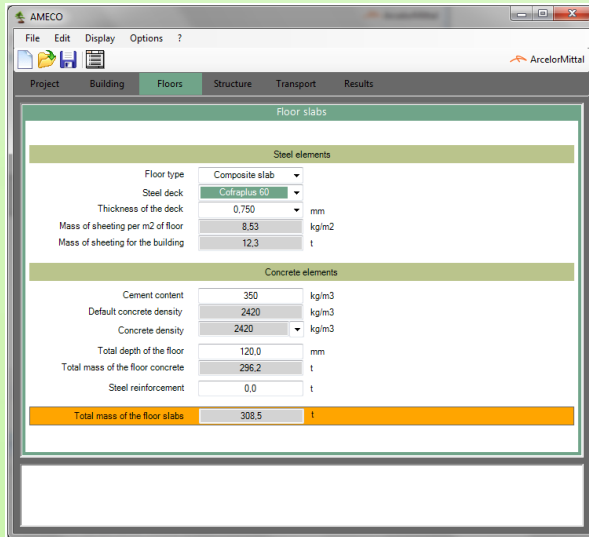 AMECO
File Edit Display Options ?
ArcelorMittal
Project Building Floors Structure Transport Results
Floor slabs
Steel elements
Floor type Composite slab
Steel deck Cofraplus 60
Thickness of the deck 0,750 mm
Mass of sheeting per m2 of floor 8,53 kg/m2
Mass of sheeting for the building 12,3 t
Concrete elements
Cement content 350 kg/m3
Default concrete density 2420 kg/m3
Concrete density 2420 kg/m3
Total depth of the floor 120,0 mm
Total mass of the floor concrete 296,2 t
Steel reinforcement 0,0 t
Total mass of the floor slabs 308,5 t